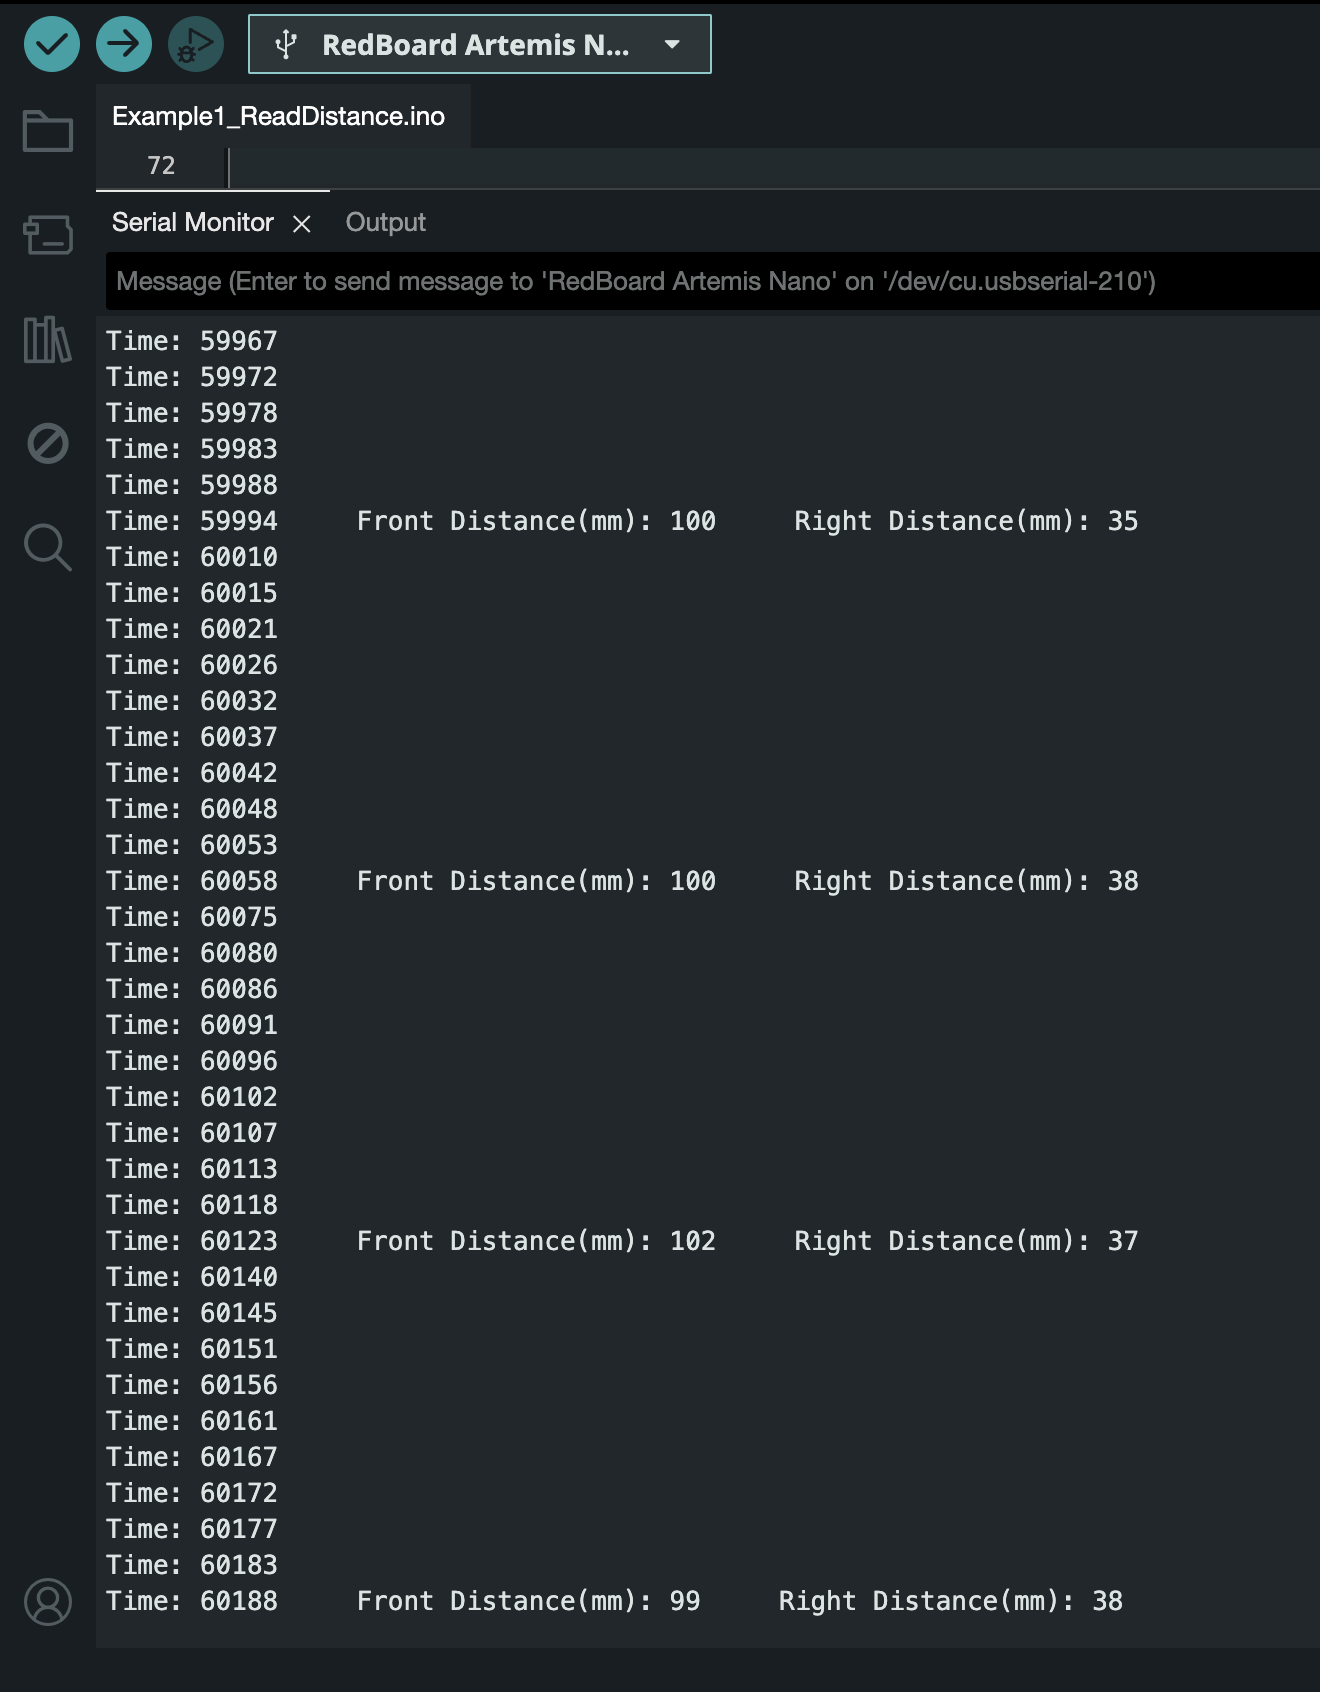 RedBoard Artemis N...
Example1_ReadDistance.ino
72
Serial Monitor Output
Message (Enter to send message to 'RedBoard Artemis Nano' on '/dev/cu.usbserial-210')
Time: 59967
Time: 59972
Time: 59978
Time: 59983
Time: 59988
Time: 59994 Front Distance(mm): 100 Right Distance(mm): 35
Time: 60010
Time: 60015
Time: 60021
Time: 60026
Time: 60032
Time: 60037
Time: 60042
Time: 60048
Time: 60053
Time: 60058 Front Distance(mm): 100 Right Distance(mm): 38
Time: 60075
Time: 60080
Time: 60086
Time: 60091
Time: 60096
Time: 60102
Time: 60107
Time: 60113
Time: 60118
Time: 60123 Front Distance(mm): 102 Right Distance(mm): 37
Time: 60140
Time: 60145
Time: 60151
Time: 60156
Time: 60161
Time: 60167
Time: 60172
Time: 60177
Time: 60183
Time: 60188 Front Distance(mm): 99 Right Distance(mm): 38